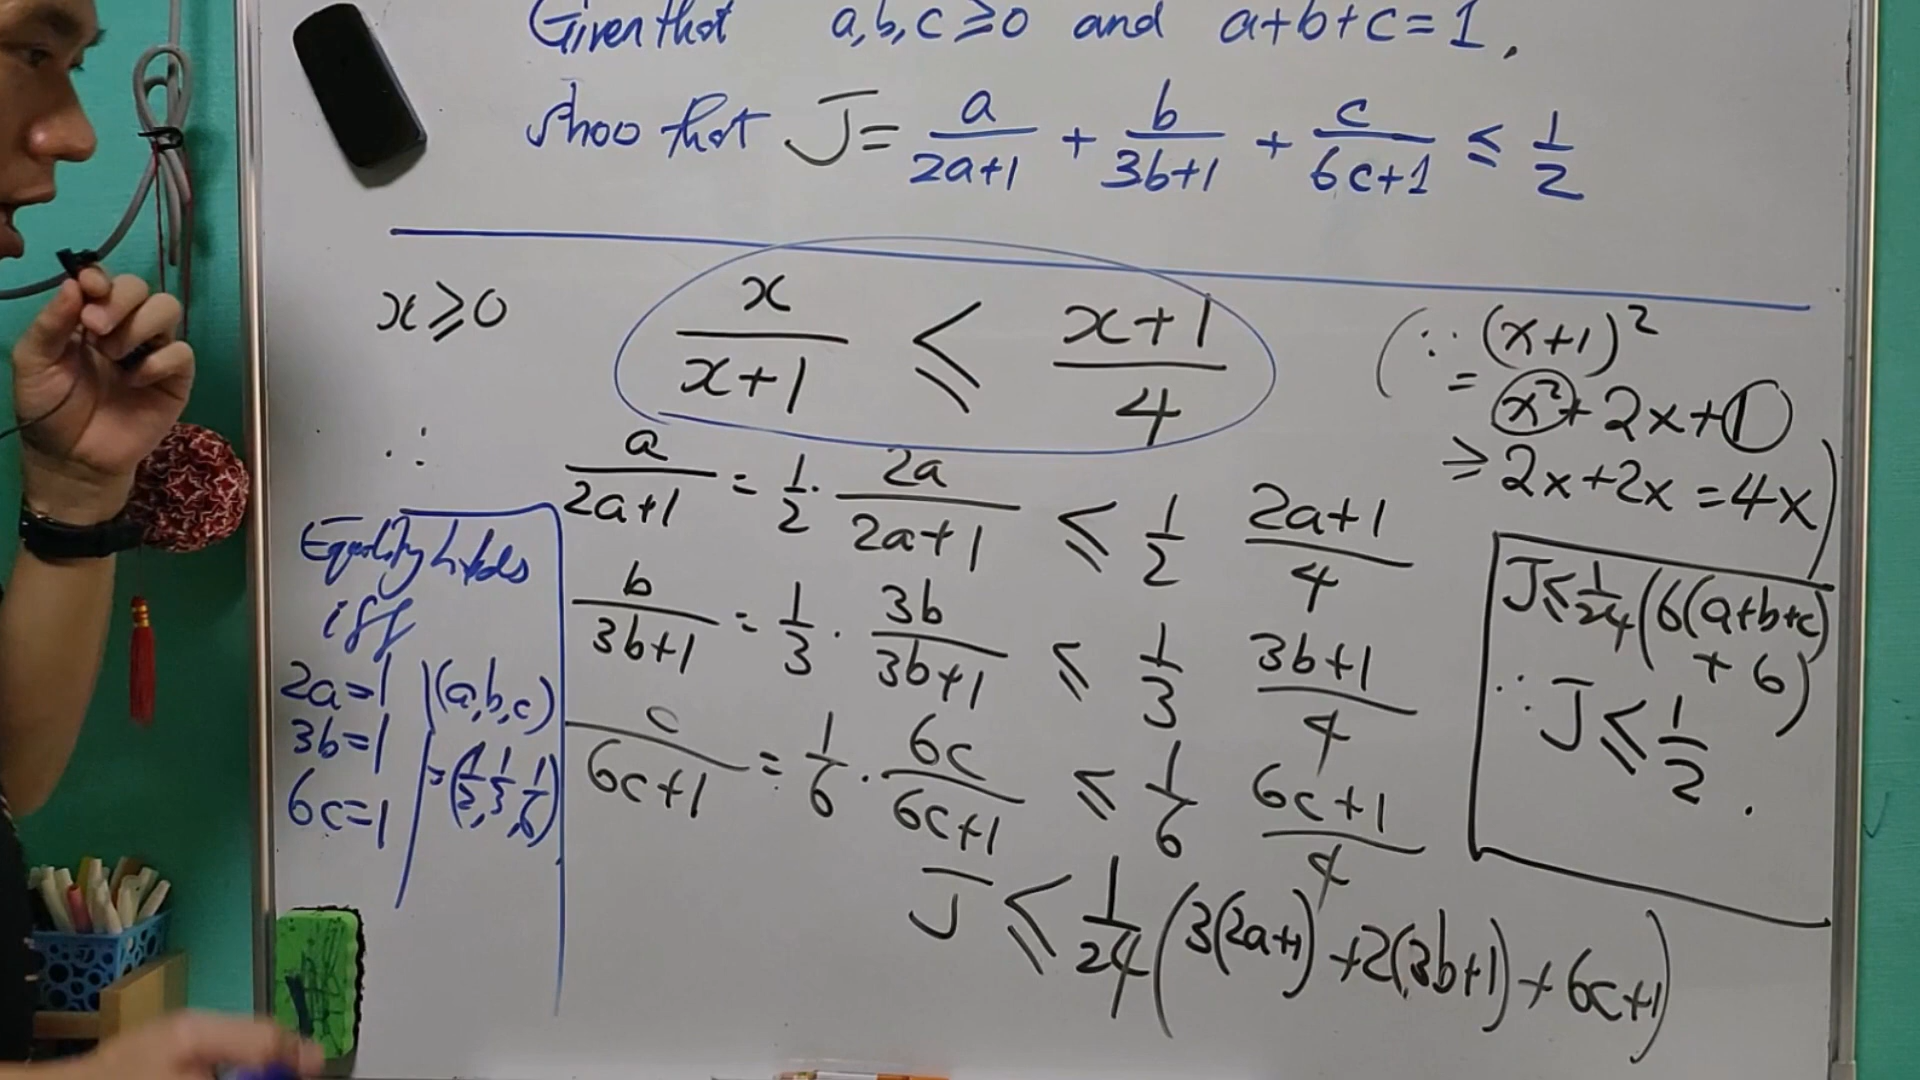 Given that a,b,c ≥ 0 and a+b+c=1,
shoo that J = a/(2a+1) + b/(3b+1) + c/(6c+1) ≤ 1/2
x ≥ 0
x/(x+1) ≤ (x+1)/4
(∵ (x+1)²
= x²+2x+1
≥ 2x+2x = 4x)
∴
a/(2a+1) = 1/2 · 2a/(2a+1) ≤ 1/2 (2a+1)/4
b/(3b+1) = 1/3 · 3b/(3b+1) ≤ 1/3 (3b+1)/4
c/(6c+1) = 1/6 · 6c/(6c+1) ≤ 1/6 (6c+1)/4
J ≤ 1/24 (3(2a+1) + 2(3b+1) + 6c+1)
J ≤ 1/24 (6(a+b+c)
+ 6)
∴ J ≤ 1/2 .
Equality holds
iff
2a=1
3b=1
6c=1
(a,b,c)
= (1/2, 1/3, 1/6)